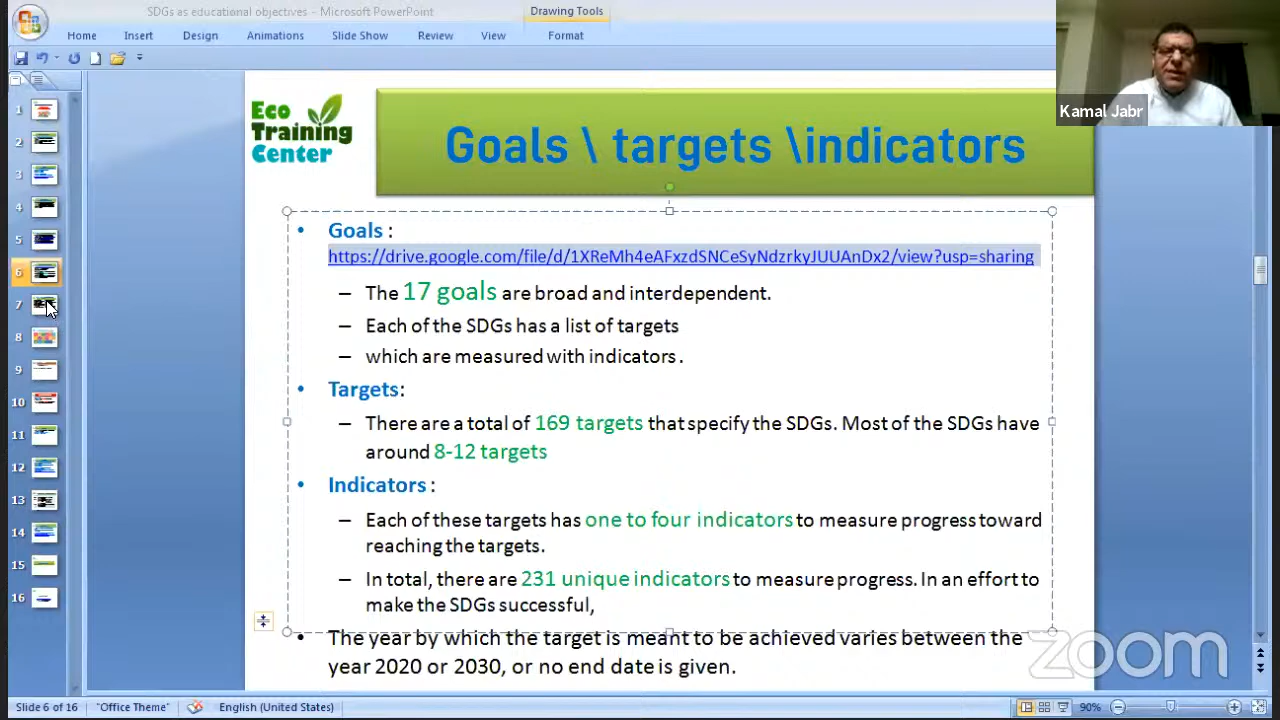 SDGs as educational objectives - Microsoft PowerPoint
Drawing Tools
Home
Insert
Design
Animations
Slide Show
Review
View
Format
Kamal Jabr
Eco
Training
Center
Goals \ targets \indicators
• Goals :
https://drive.google.com/file/d/1XReMh4eAFxzdSNCeSyNdzrkyJUUAnDx2/view?usp=sharing
– The 17 goals are broad and interdependent.
– Each of the SDGs has a list of targets
– which are measured with indicators .
• Targets:
– There are a total of 169 targets that specify the SDGs. Most of the SDGs have
around 8-12 targets
• Indicators :
– Each of these targets has one to four indicators to measure progress toward
reaching the targets.
– In total, there are 231 unique indicators to measure progress. In an effort to
make the SDGs successful,
• The year by which the target is meant to be achieved varies between the
year 2020 or 2030, or no end date is given.
zoom
1
2
3
4
5
6
7
8
9
10
11
12
13
14
15
16
Slide 6 of 16
"Office Theme"
English (United States)
90%